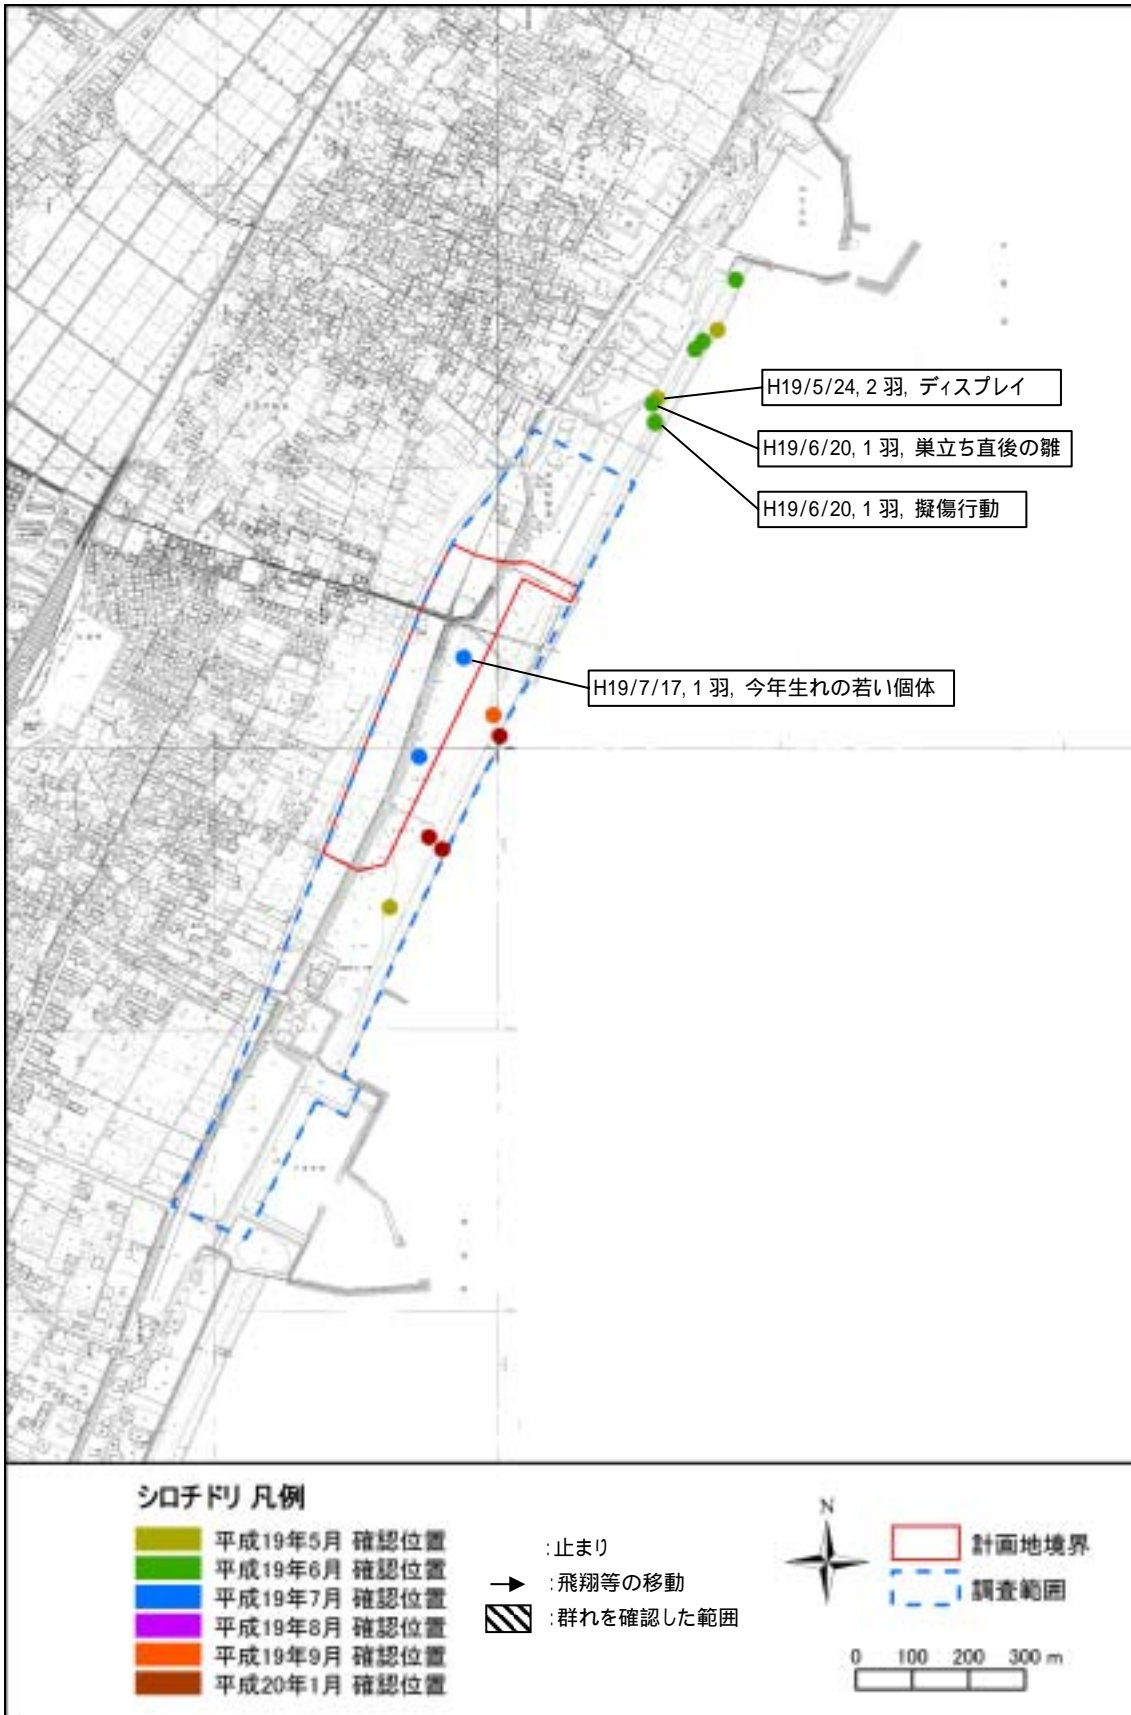 H19/5/24, 2 羽, ディスプレイ
H19/6/20, 1 羽, 巣立ち直後の雛
H19/6/20, 1 羽, 擬傷行動
H19/7/17, 1 羽, 今年生れの若い個体
シロチドリ 凡例
平成19年5月 確認位置
平成19年6月 確認位置
平成19年7月 確認位置
平成19年8月 確認位置
平成19年9月 確認位置
平成20年1月 確認位置
:止まり
:飛翔等の移動
:群れを確認した範囲
N
計画地境界
調査範囲
0 100 200 300 m